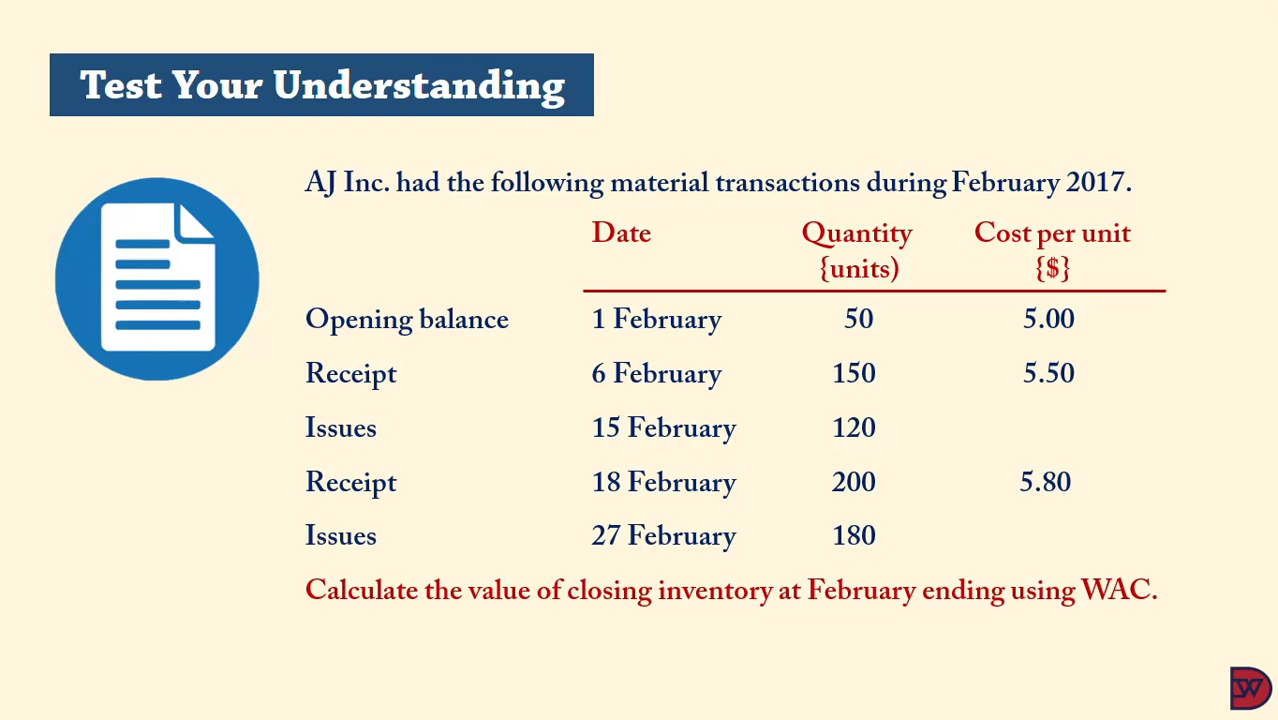 Test Your Understanding
AJ Inc. had the following material transactions during February 2017.
Date Quantity Cost per unit
{units) {$}
Opening balance 1 February 50 5.00
Receipt 6 February 150 5.50
Issues 15 February 120
Receipt 18 February 200 5.80
Issues 27 February 180
Calculate the value of closing inventory at February ending using WAC.
DW